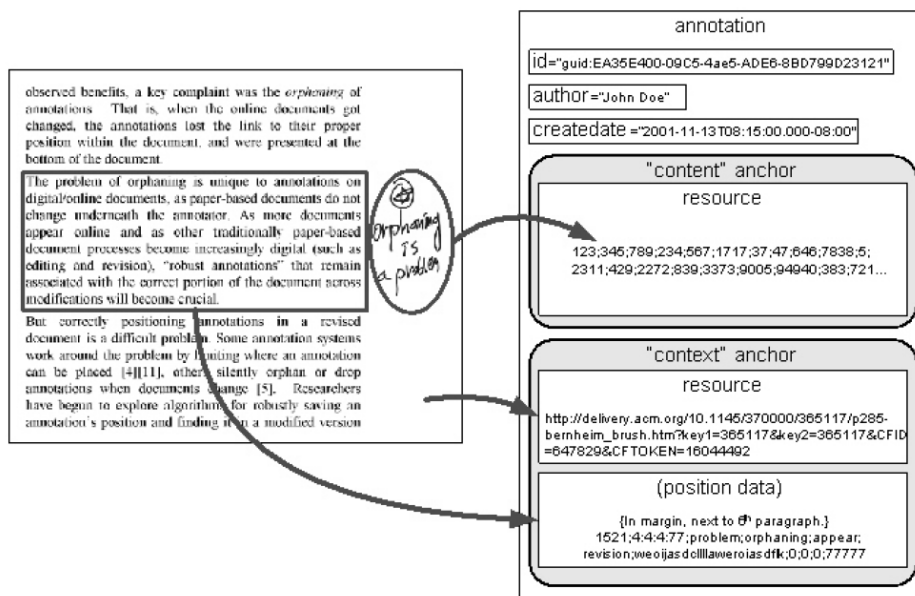 observed benefits, a key complaint was the orphaning of
annotations That is, when the online documents got
changed, the annotations lost the link to their proper
position within the document, and were presented at the
bottom of the document.
The problem of orphaning is unique to annotations on
digital/online documents, as paper-based documents do not
change underneath the annotator. As more documents
appear online and as other traditionally paper-based
document processes become increasingly digital (such as
editing and revision), "robust annotations" that remain
associated with the correct portion of the document across
modifications will become crucial.
But correctly positioning annotations in a revised
document is a difficult problem. Some annotation systems
work around the problem by limiting where an annotation
can be placed [4][11], others silently orphan or drop
annotations when documents change [5]. Researchers
have begun to explore algorithms for robustly saving an
annotation's position and finding it in a modified version
orphaning
Is
a problem
annotation
id="guid:EA35E400-09C5-4ae5-ADE6-8BD799D23121"
author="John Doe"
createdate ="2001-11-13T08:15:00.000-08:00"
"content" anchor
resource
123;345;789;234;567;1717;37;47;646;7838;5;
2311;429;2272;839;3373;9005;94940;383;721...
"context" anchor
resource
http://delivery.acm.org/10.1145/370000/365117/p285-
bernheim_brush.htm?key1=365117&key2=365117&CFID
=647829&CFTOKEN=16044492
(position data)
{In margin, next to 6th paragraph.}
1521;4:4:4:77;problem;orphaning;appear;
revision;weoijasdcllllaweroiasdflk;0;0;0;77777